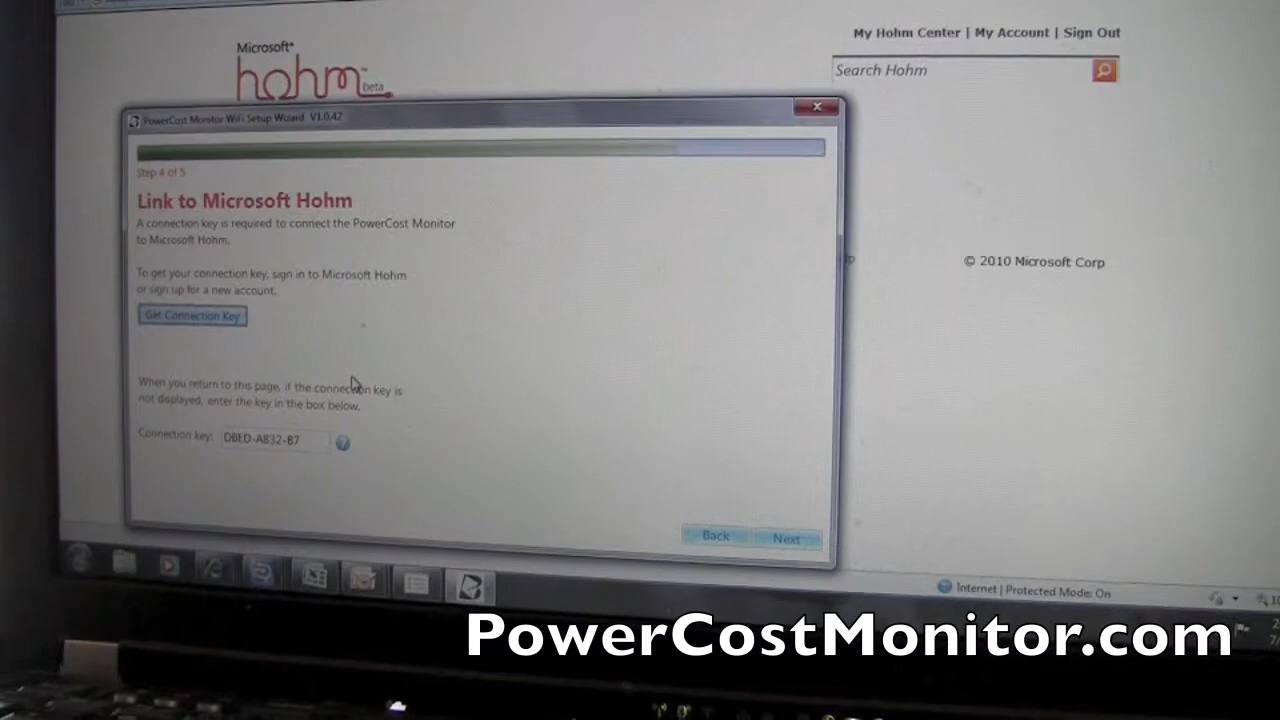 My Hohm Center | My Account | Sign Out
Microsoft®
hohm™ beta
Search Hohm
PowerCost Monitor WiFi Setup Wizard V1.0.42
Step 4 of 5
Link to Microsoft Hohm
A connection key is required to connect the PowerCost Monitor
to Microsoft Hohm.
To get your connection key, sign in to Microsoft Hohm
or sign up for a new account.
Get Connection Key
© 2010 Microsoft Corp
When you return to this page, if the connection key is
not displayed, enter the key in the box below.
Connection key: DBED-A832-B7
Back Next
Internet | Protected Mode: On
PowerCostMonitor.com